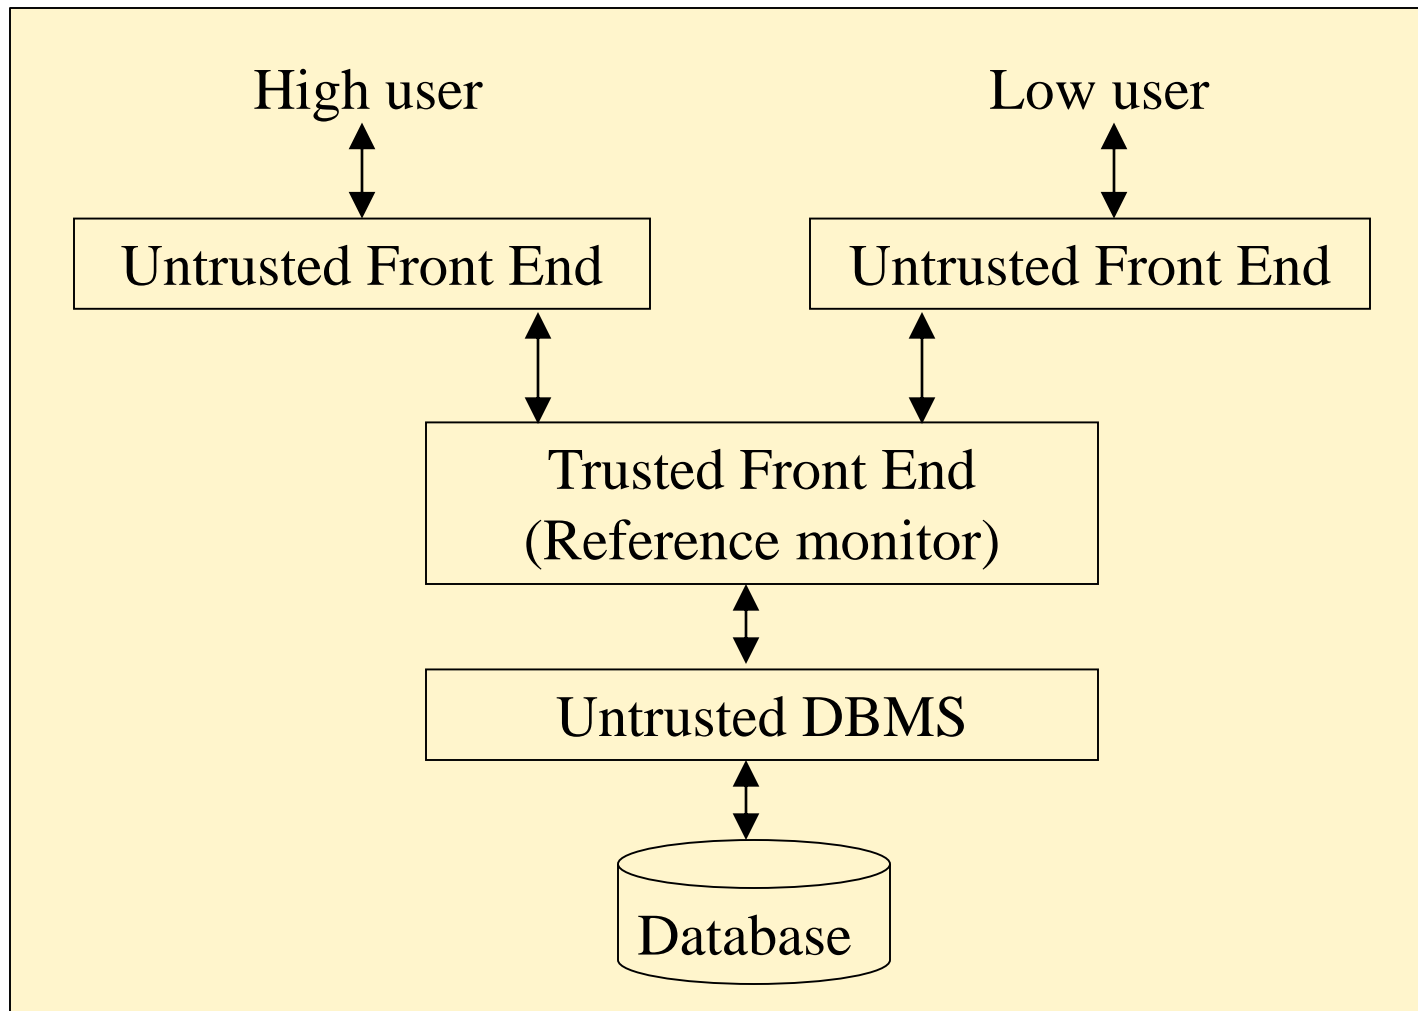 High user
Low user
Untrusted Front End
Untrusted Front End
Trusted Front End
(Reference monitor)
Untrusted DBMS
Database